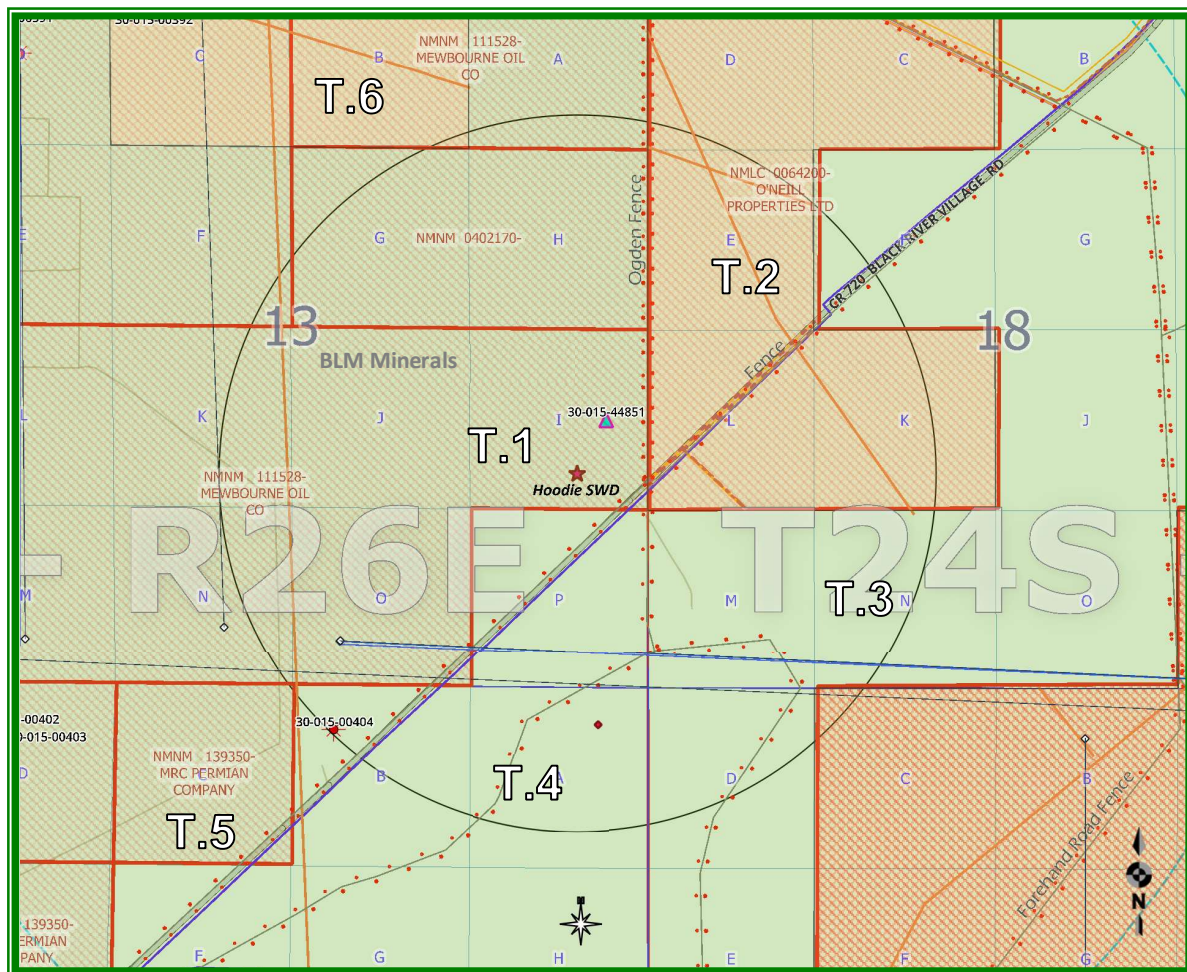 30-015-00392
C
B
NMNM 111528-
MEWBOURNE OIL
CO
A
D
C
B
T.6
F
G
NMNM 0402170-
H
Ogden Fence
NMLC 0064200-
O'NEILL
PROPERTIES LTD
E
T.2
CR 720 BLACK RIVER VILLAGE RD
G
13
BLM Minerals
18
Fence
L
K
J
30-015-44851
I
T.1
Hoodie SWD
L
K
J
NMNM 111528-
MEWBOURNE OIL
CO
R26E
T24S
M
N
O
P
M
T.3
N
O
-00402
0-015-00403
30-015-00404
NMNM 139350-
MRC PERMIAN
COMPANY
D
C
B
T.4
A
D
C
B
T.5
Forehand Road Fence
N
139350-
ERMIAN
PANY
F
G
H
E
F
G